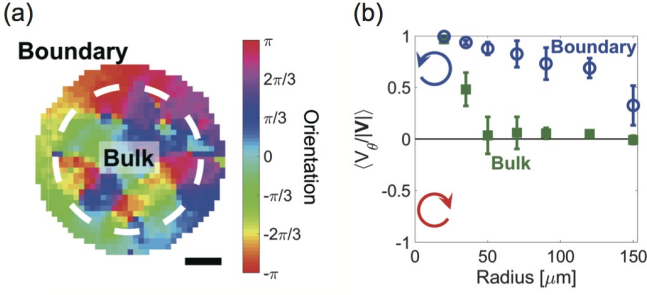 (a)
Boundary
Bulk
π
2π/3
π/3
0
-π/3
-2π/3
-π
Orientation
(b)
⟨V_θ/|V|⟩
1
0.5
0
-0.5
-1
Boundary
Bulk
0
50
100
150
Radius [μm]